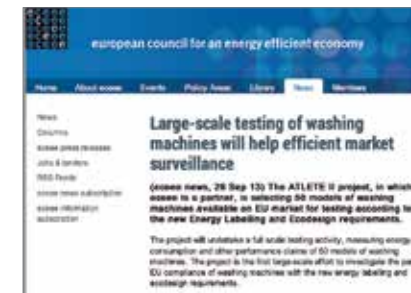 european council for an energy efficient economy
Home About eceee Events Policy Areas Library News Members
News
Columns
eceee press releases
Jobs & tenders
RSS Feeds
eceee news subscription
eceee information
subscription
Large-scale testing of washing
machines will help efficient market
surveillance
(eceee news, 26 Sep 13) The ATLETE II project, in which
eceee is a partner, is selecting 50 models of washing
machines available on EU market for testing according to
the new Energy Labelling and Ecodesign requirements.
The project will undertake a full scale testing activity, measuring energy
consumption and other performance claims of 50 models of washing
machines. The project is the first large-scale effort to investigate the
EU compliance of washing machines with the new energy labelling and
ecodesign requirements.